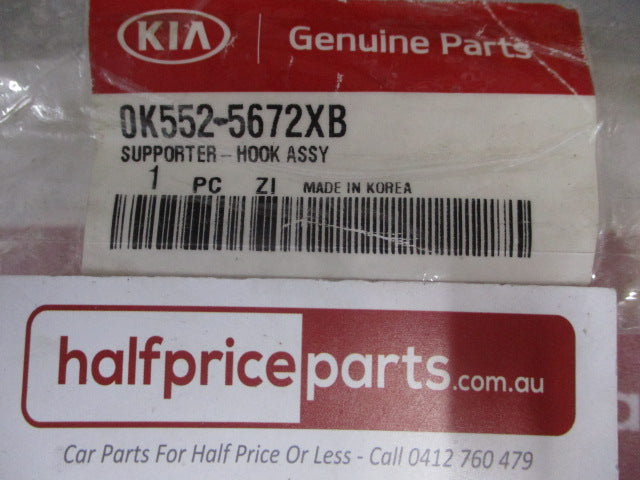 KIA Genuine Parts
0K552-5672XB
SUPPORTER-HOOK ASSY
1 PC ZI MADE IN KOREA
halfpriceparts.com.au
Car Parts For Half Price Or Less - Call 0412 760 479